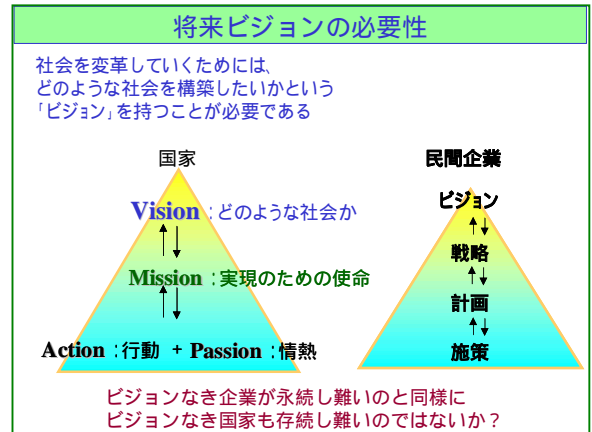 将来ビジョンの必要性
社会を変革していくためには、
どのような社会を構築したいかという
「ビジョン」を持つことが必要である
国家
Vision：どのような社会か
Mission：実現のための使命
Action：行動 + Passion：情熱
民間企業
ビジョン
戦略
計画
施策
ビジョンなき企業が永続し難いのと同様に
ビジョンなき国家も存続し難いのではないか？